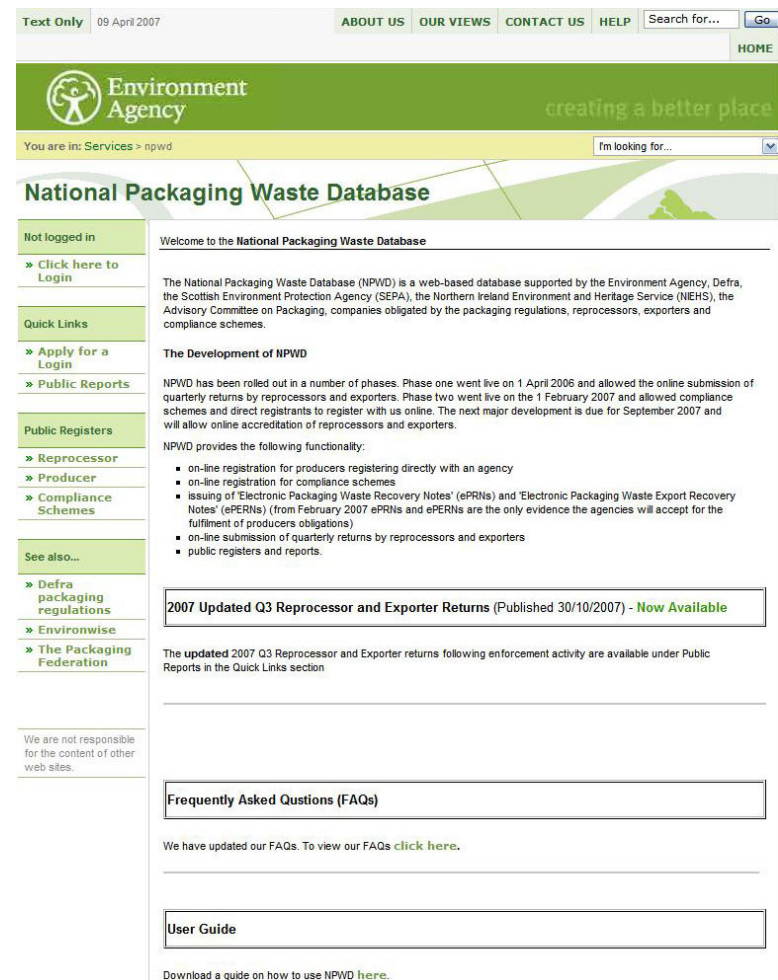 Text Only 09 April 2007 ABOUT US OUR VIEWS CONTACT US HELP Search for... Go
HOME
Environment
Agency
creating a better place
You are in: Services > npwd I'm looking for...
National Packaging Waste Database
Not logged in
» Click here to
Login
Quick Links
» Apply for a
Login
» Public Reports
Public Registers
» Reprocessor
» Producer
» Compliance
Schemes
See also...
» Defra
packaging
regulations
» Environwise
» The Packaging
Federation
We are not responsible
for the content of other
web sites.
Welcome to the National Packaging Waste Database
The National Packaging Waste Database (NPWD) is a web-based database supported by the Environment Agency, Defra,
the Scottish Environment Protection Agency (SEPA), the Northern Ireland Environment and Heritage Service (NIEHS), the
Advisory Committee on Packaging, companies obligated by the packaging regulations, reprocessors, exporters and
compliance schemes.
The Development of NPWD
NPWD has been rolled out in a number of phases. Phase one went live on 1 April 2006 and allowed the online submission of
quarterly returns by reprocessors and exporters. Phase two went live on the 1 February 2007 and allowed compliance
schemes and direct registrants to register with us online. The next major development is due for September 2007 and
will allow online accreditation of reprocessors and exporters.
NPWD provides the following functionality:
▪ on-line registration for producers registering directly with an agency
▪ on-line registration for compliance schemes
▪ issuing of 'Electronic Packaging Waste Recovery Notes' (ePRNs) and 'Electronic Packaging Waste Export Recovery
Notes' (ePERNs) (from February 2007 ePRNs and ePERNs are the only evidence the agencies will accept for the
fulfilment of producers obligations)
▪ on-line submission of quarterly returns by reprocessors and exporters
▪ public registers and reports.
2007 Updated Q3 Reprocessor and Exporter Returns (Published 30/10/2007) - Now Available
The updated 2007 Q3 Reprocessor and Exporter returns following enforcement activity are available under Public
Reports in the Quick Links section
Frequently Asked Qustions (FAQs)
We have updated our FAQs. To view our FAQs click here.
User Guide
Download a guide on how to use NPWD here.